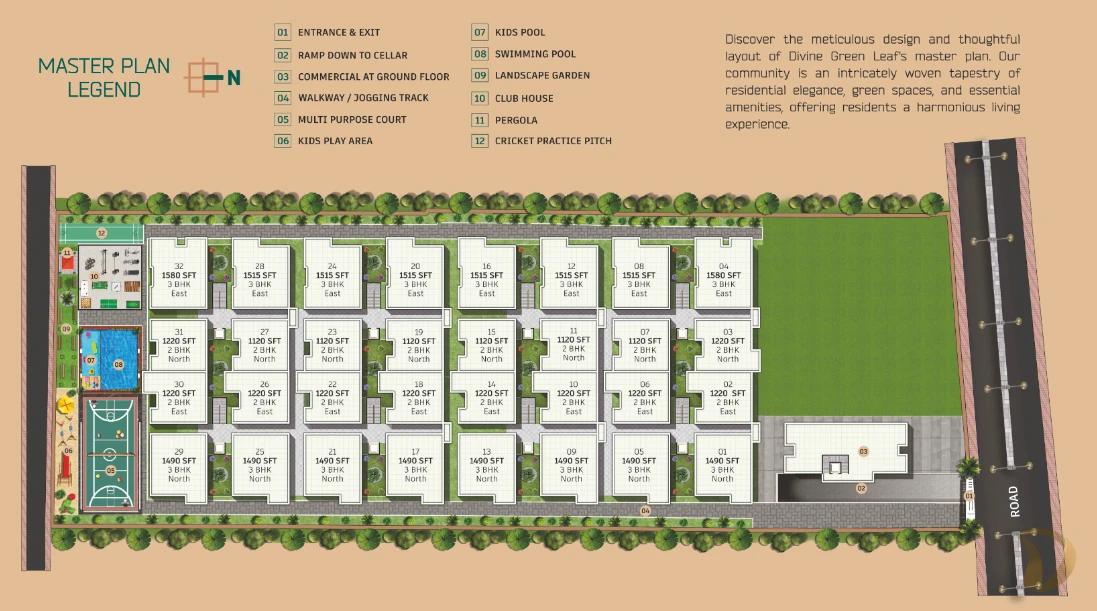 MASTER PLAN
LEGEND
N
01 ENTRANCE & EXIT
02 RAMP DOWN TO CELLAR
03 COMMERCIAL AT GROUND FLOOR
04 WALKWAY / JOGGING TRACK
05 MULTI PURPOSE COURT
06 KIDS PLAY AREA
07 KIDS POOL
08 SWIMMING POOL
09 LANDSCAPE GARDEN
10 CLUB HOUSE
11 PERGOLA
12 CRICKET PRACTICE PITCH
Discover the meticulous design and thoughtful
layout of Divine Green Leaf's master plan. Our
community is an intricately woven tapestry of
residential elegance, green spaces, and essential
amenities, offering residents a harmonious living
experience.
12
11
10
09
07
08
06
05
32
1580 SFT
3 BHK
East
28
1515 SFT
3 BHK
East
24
1515 SFT
3 BHK
East
20
1515 SFT
3 BHK
East
16
1515 SFT
3 BHK
East
12
1515 SFT
3 BHK
East
08
1515 SFT
3 BHK
East
04
1580 SFT
3 BHK
East
31
1220 SFT
2 BHK
North
27
1220 SFT
2 BHK
North
23
1220 SFT
2 BHK
North
19
1220 SFT
2 BHK
North
15
1220 SFT
2 BHK
North
11
1220 SFT
2 BHK
North
07
1220 SFT
2 BHK
North
03
1220 SFT
2 BHK
North
30
1220 SFT
2 BHK
East
26
1220 SFT
2 BHK
East
22
1220 SFT
2 BHK
East
18
1220 SFT
2 BHK
East
14
1220 SFT
2 BHK
East
10
1220 SFT
2 BHK
East
06
1220 SFT
2 BHK
East
02
1220 SFT
2 BHK
East
29
1490 SFT
3 BHK
North
25
1490 SFT
3 BHK
North
21
1490 SFT
3 BHK
North
17
1490 SFT
3 BHK
North
13
1490 SFT
3 BHK
North
09
1490 SFT
3 BHK
North
05
1490 SFT
3 BHK
North
01
1490 SFT
3 BHK
North
03
02
01
04
ROAD